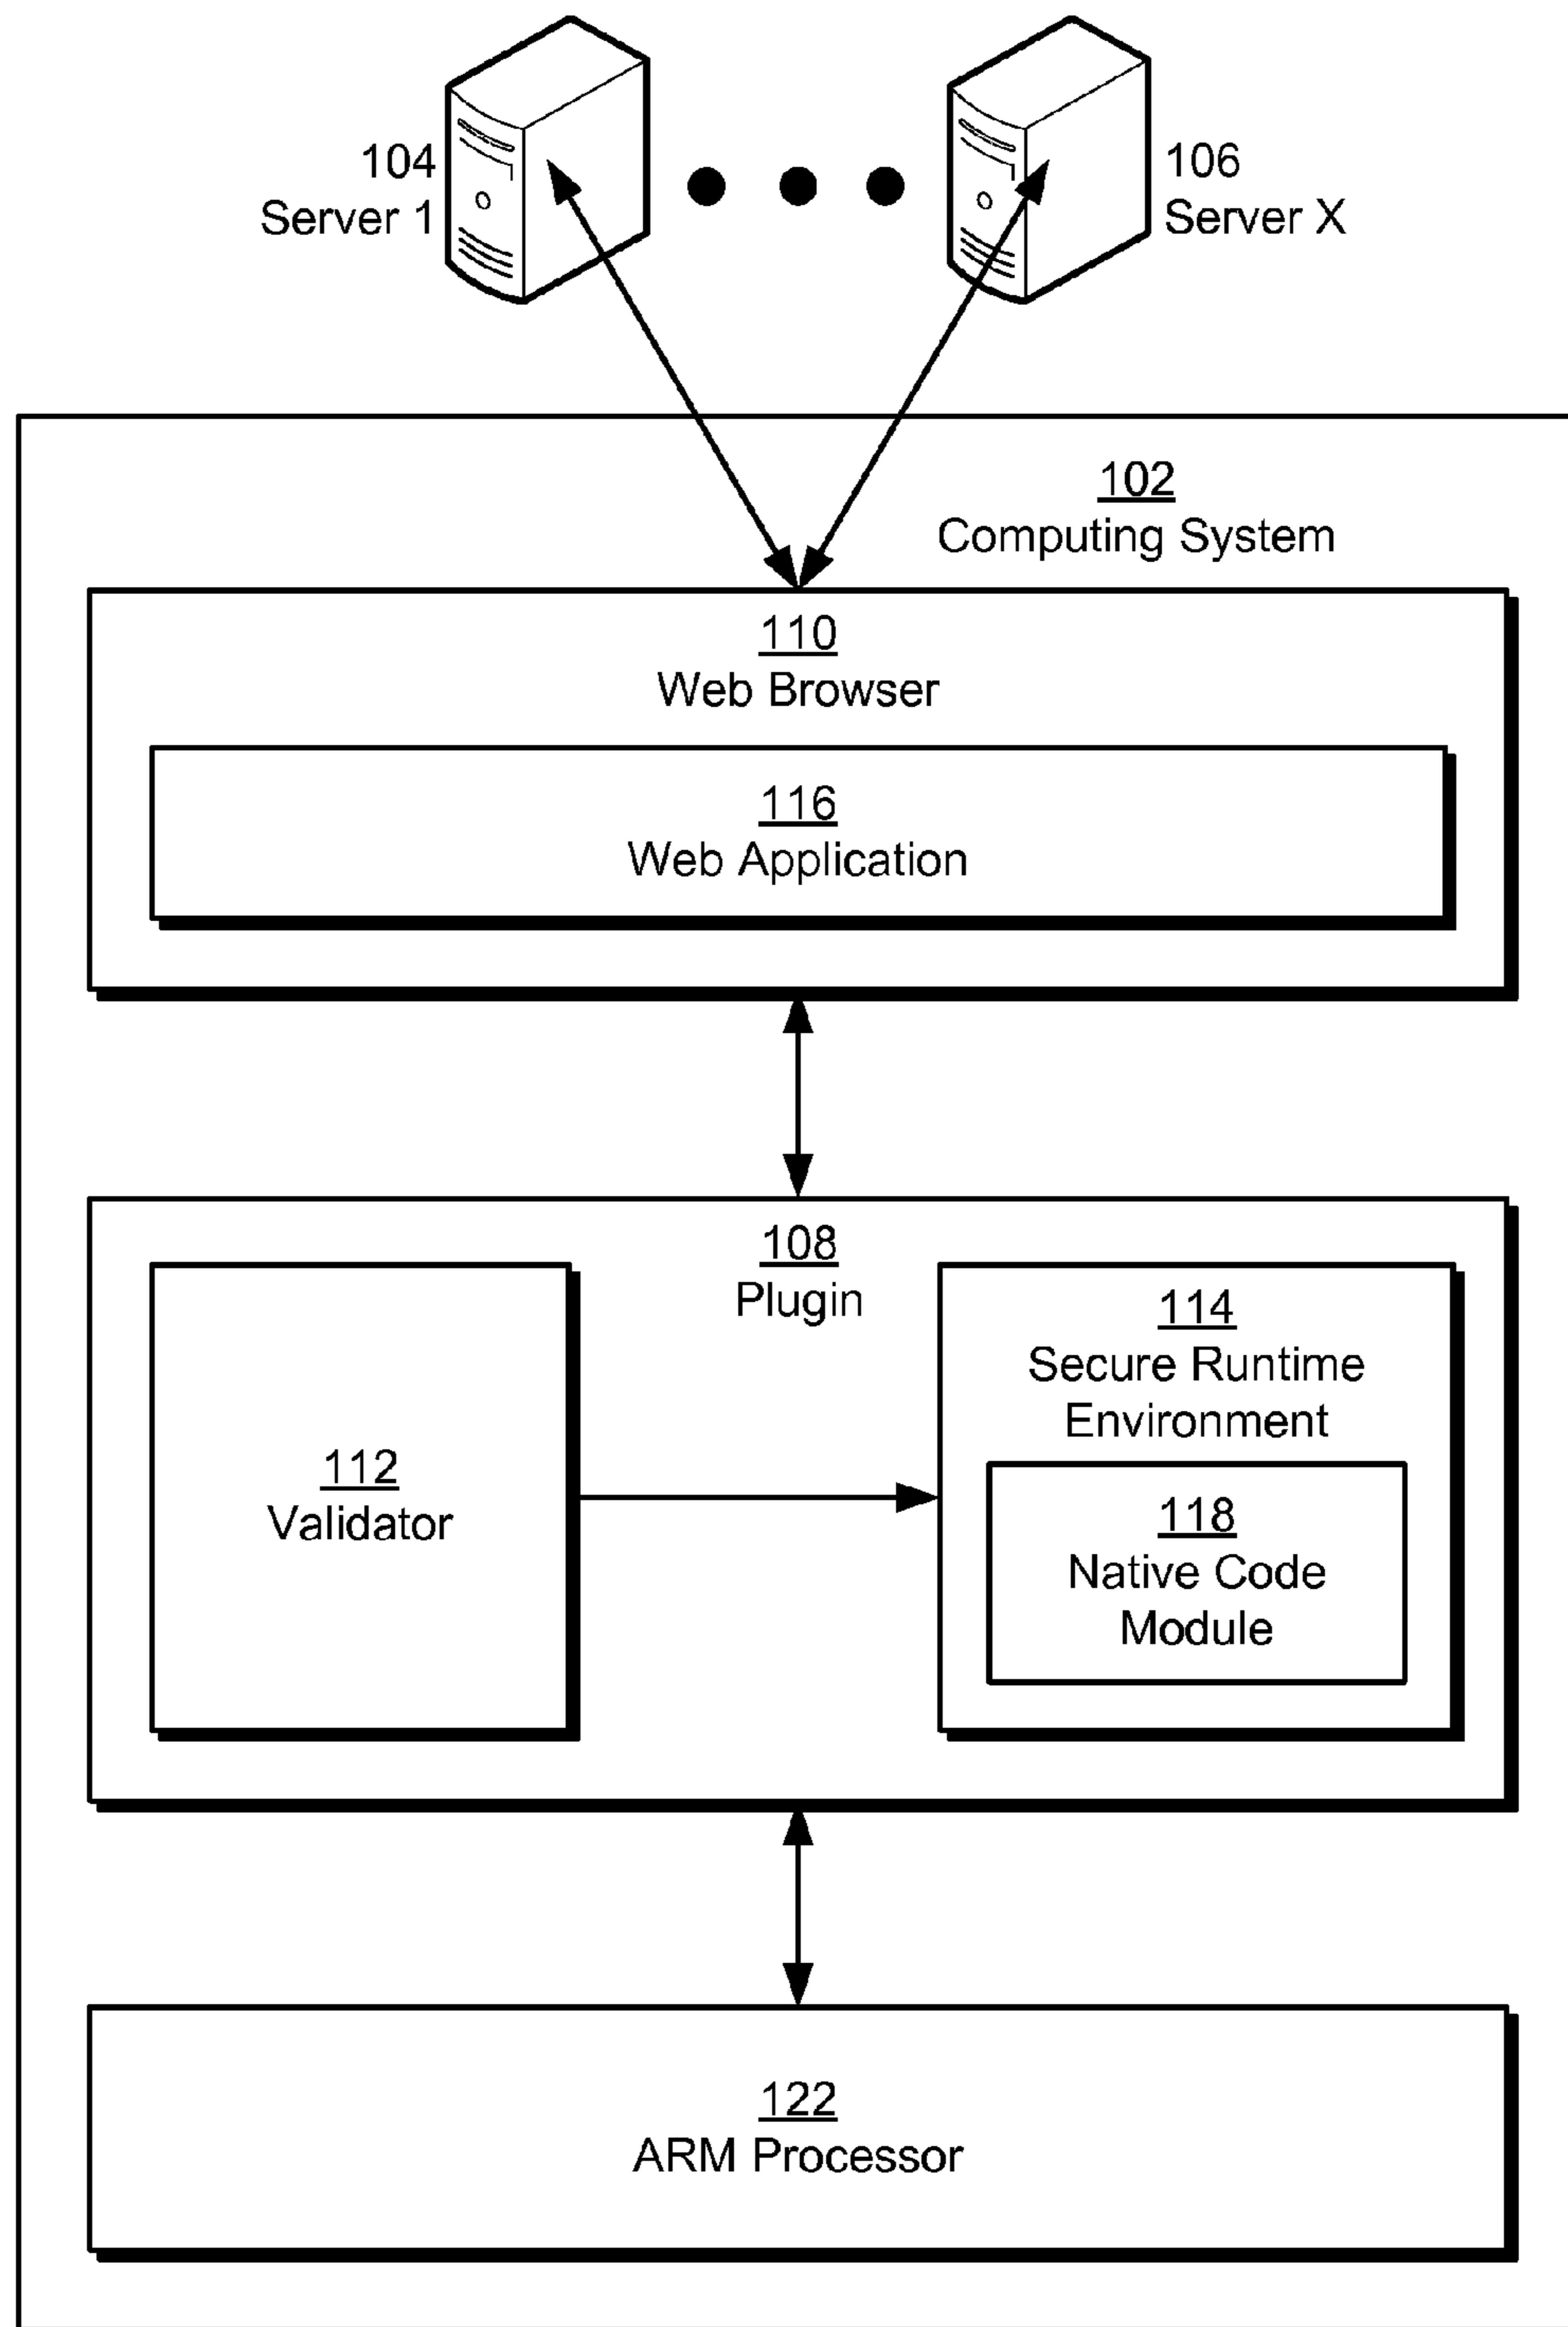 104
Server 1
106
Server X
102
Computing System
110
Web Browser
116
Web Application
108
Plugin
112
Validator
114
Secure Runtime
Environment
118
Native Code
Module
122
ARM Processor